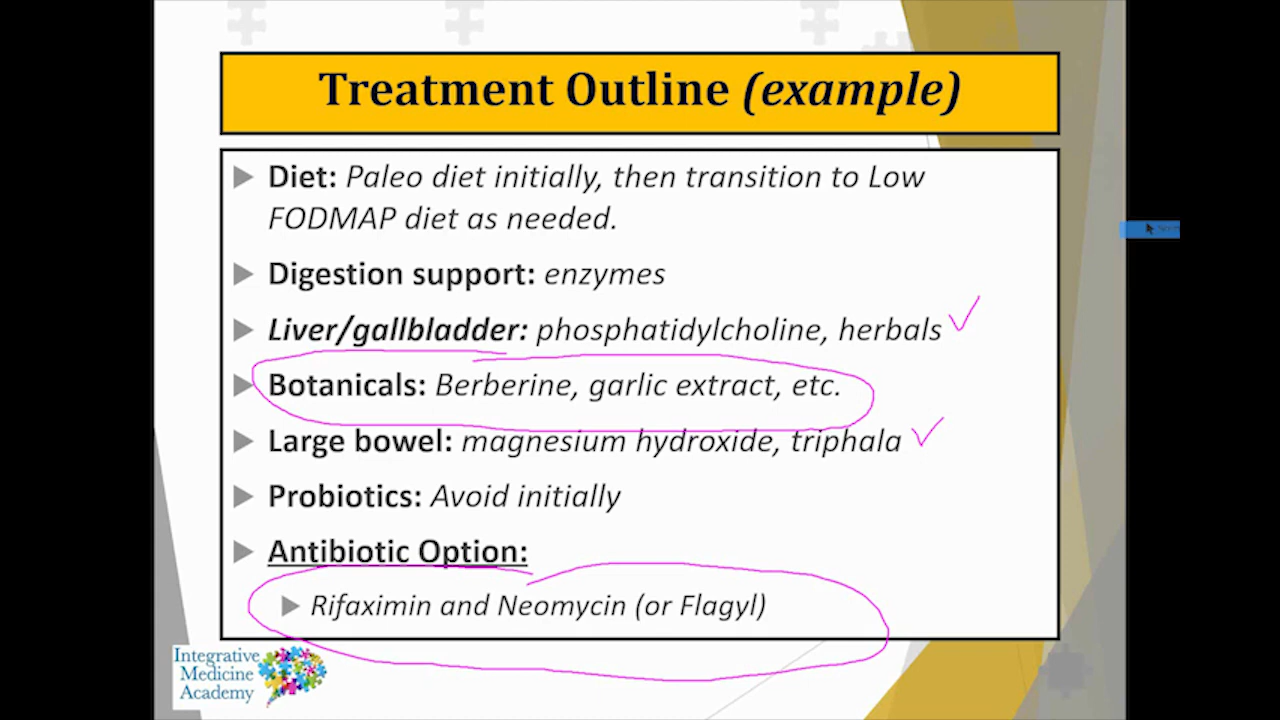 Treatment Outline (example)
Diet: Paleo diet initially, then transition to Low
FODMAP diet as needed.
Digestion support: enzymes
Liver/gallbladder: phosphatidylcholine, herbals
Botanicals: Berberine, garlic extract, etc.
Large bowel: magnesium hydroxide, triphala
Probiotics: Avoid initially
Antibiotic Option:
Rifaximin and Neomycin (or Flagyl)
Integrative
Medicine
Academy